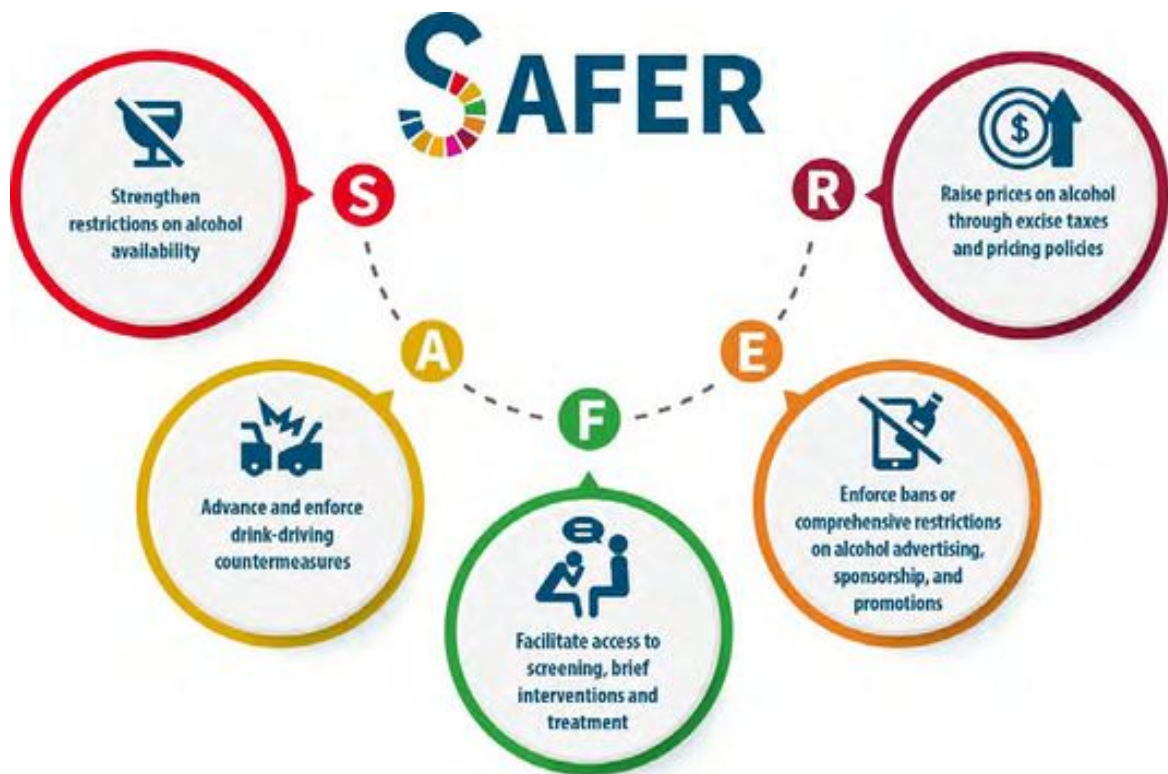 SAFER
S
Strengthen
restrictions on alcohol
availability
A
Advance and enforce
drink-driving
countermeasures
F
Facilitate access to
screening, brief
interventions and
treatment
E
Enforce bans or
comprehensive restrictions
on alcohol advertising,
sponsorship, and
promotions
R
$
Raise prices on alcohol
through excise taxes
and pricing policies